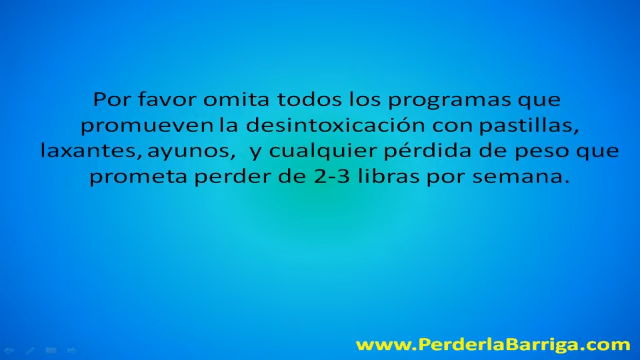 Por favor omita todos los programas que
promueven la desintoxicación con pastillas,
laxantes, ayunos,  y cualquier pérdida de peso que
prometa perder de 2-3 libras por semana.
www.PerderlaBarriga.com